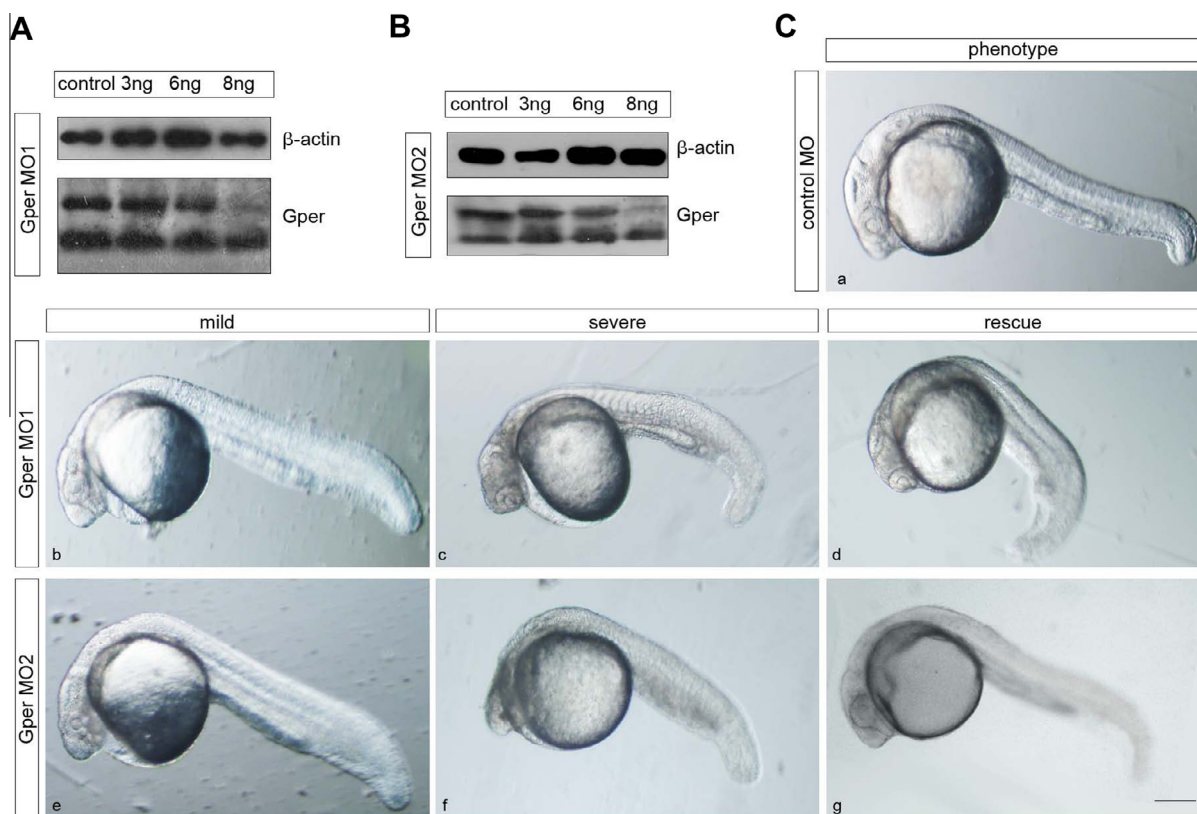 A
control 3ng 6ng 8ng
Gper MO1
β-actin
Gper
B
control 3ng 6ng 8ng
Gper MO2
β-actin
Gper
C
phenotype
control MO
a
mild severe rescue
Gper MO1
b c d
Gper MO2
e f g